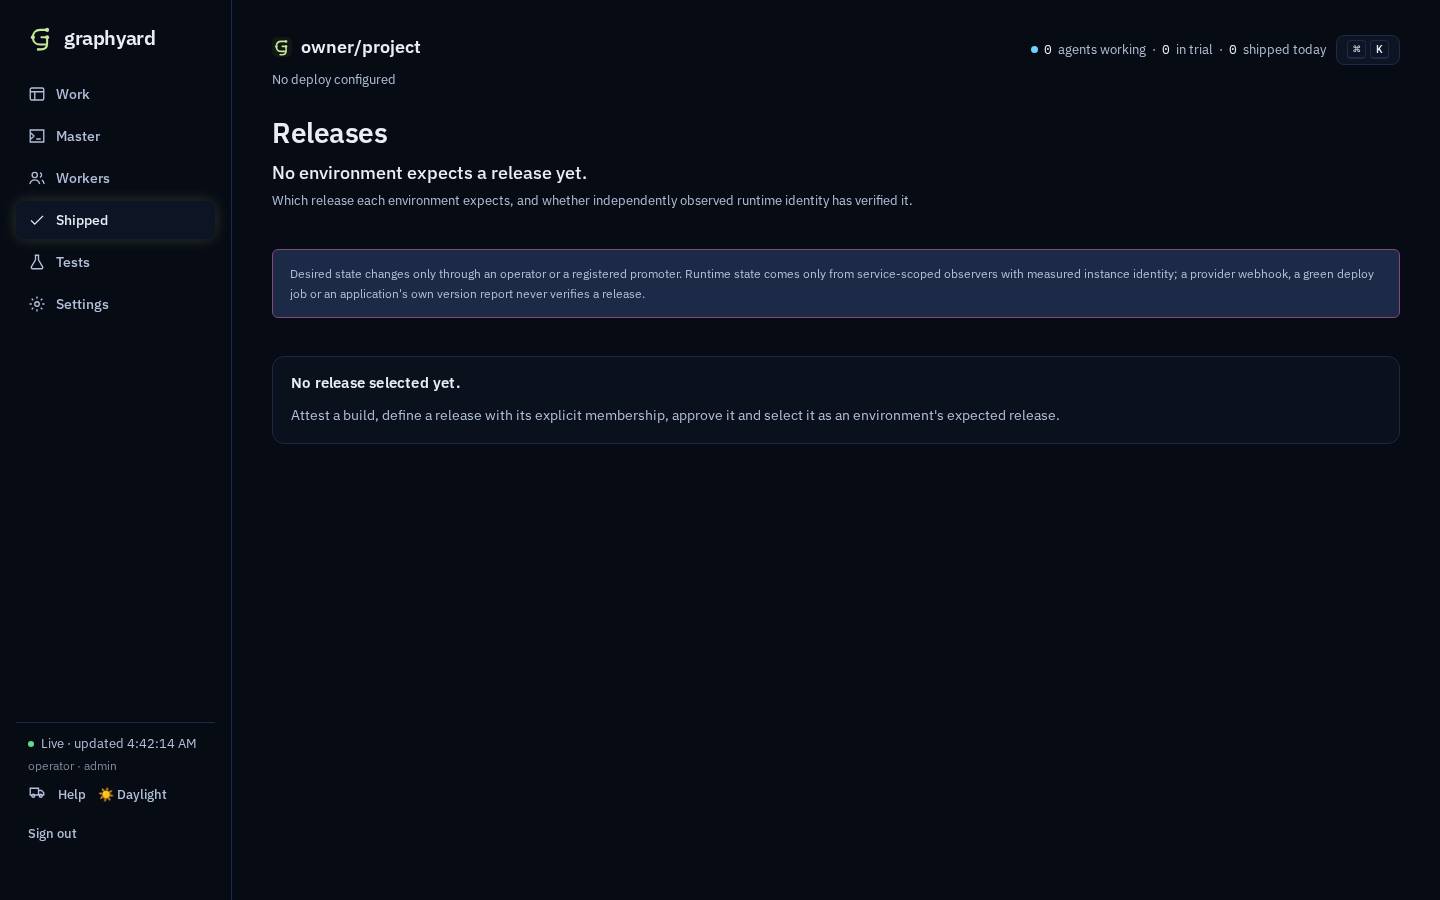 graphyard
Work
Master
Workers
Shipped
Tests
Settings
Live · updated 4:42:14 AM
operator · admin
Help ☀️ Daylight
Sign out
owner/project
No deploy configured
0 agents working · 0 in trial · 0 shipped today ⌘ K
Releases
No environment expects a release yet.
Which release each environment expects, and whether independently observed runtime identity has verified it.
Desired state changes only through an operator or a registered promoter. Runtime state comes only from service-scoped observers with measured instance identity; a provider webhook, a green deploy
job or an application's own version report never verifies a release.
No release selected yet.
Attest a build, define a release with its explicit membership, approve it and select it as an environment's expected release.